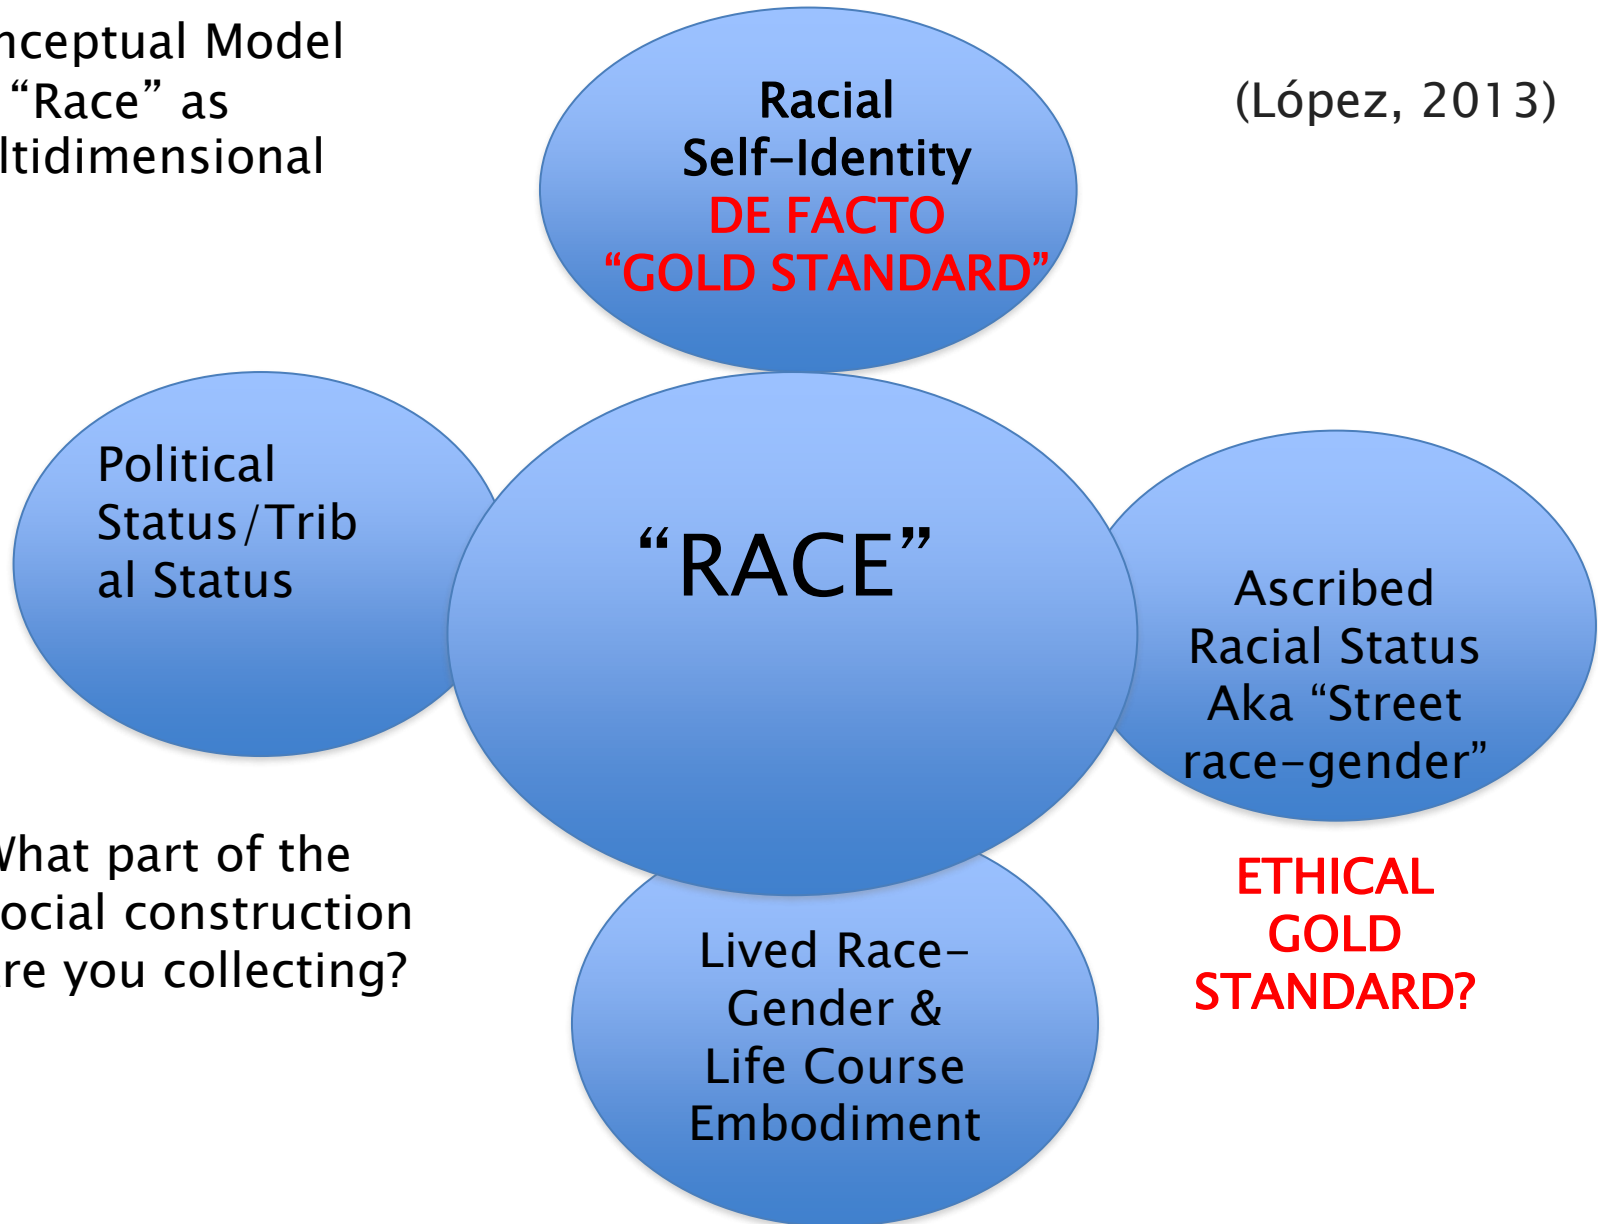 nceptual Model
“Race” as
ltidimensional
(López, 2013)
Racial
Self-Identity
DE FACTO
“GOLD STANDARD”
Political
Status/Trib
al Status
“RACE”
Ascribed
Racial Status
Aka “Street
race-gender”
What part of the
ocial construction
re you collecting?
ETHICAL
GOLD
STANDARD?
Lived Race-
Gender &
Life Course
Embodiment